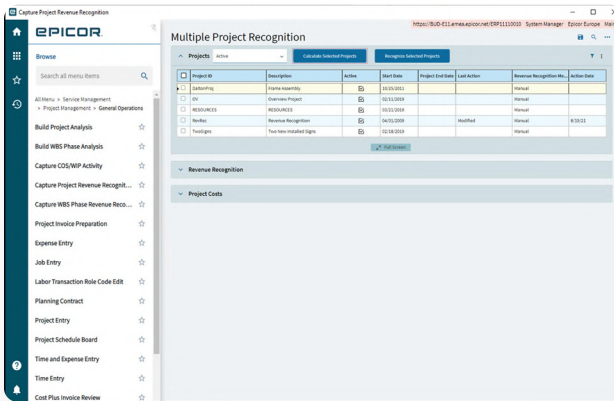 Capture Project Revenue Recognition
https://BUD-E11.emea.epicor.net/ERP11110010 System Manager Epicor Europe Main
EPICOR
Browse
Search all menu items
All Menu > Service Management
> Project Management > General Operations
Build Project Analysis
Build WBS Phase Analysis
Capture COS/WIP Activity
Capture Project Revenue Recognit...
Capture WBS Phase Revenue Reco...
Project Invoice Preparation
Expense Entry
Job Entry
Labor Transaction Role Code Edit
Planning Contract
Project Entry
Project Schedule Board
Time and Expense Entry
Time Entry
Cost Plus Invoice Review
Multiple Project Recognition
Projects Active Calculate Selected Projects Recognize Selected Projects
Project ID Description Active Start Date Project End Date Last Action Revenue Recognition Me... Action Date
DaltonProj Frame Assembly 10/25/2011 Manual
OV Overview Project 02/11/2019 Manual
RESOURCES RESOURCES 03/21/2019 Manual
RevRec Revenue Recognition 04/01/2008 Modified Manual 6/15/21
TwoSigns Two New Installed Signs 02/18/2019 Manual
Full Screen
Revenue Recognition
Project Costs